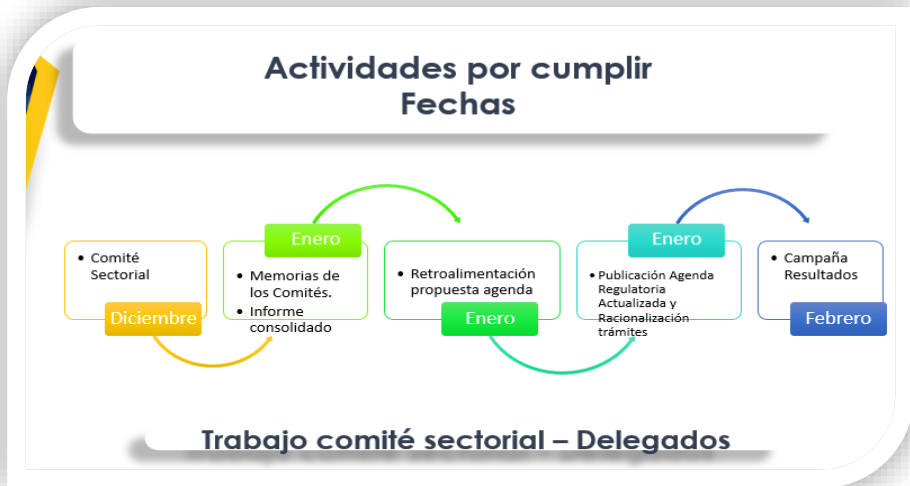 Actividades por cumplir
Fechas
• Comité
Sectorial
Diciembre
Enero
• Memorias de
los Comités.
• Informe
consolidado
• Retroalimentación
propuesta agenda
Enero
Enero
• Publicación Agenda
Regulatoria
Actualizada y
Racionalización
trámites
• Campaña
Resultados
Febrero
Trabajo comité sectorial – Delegados